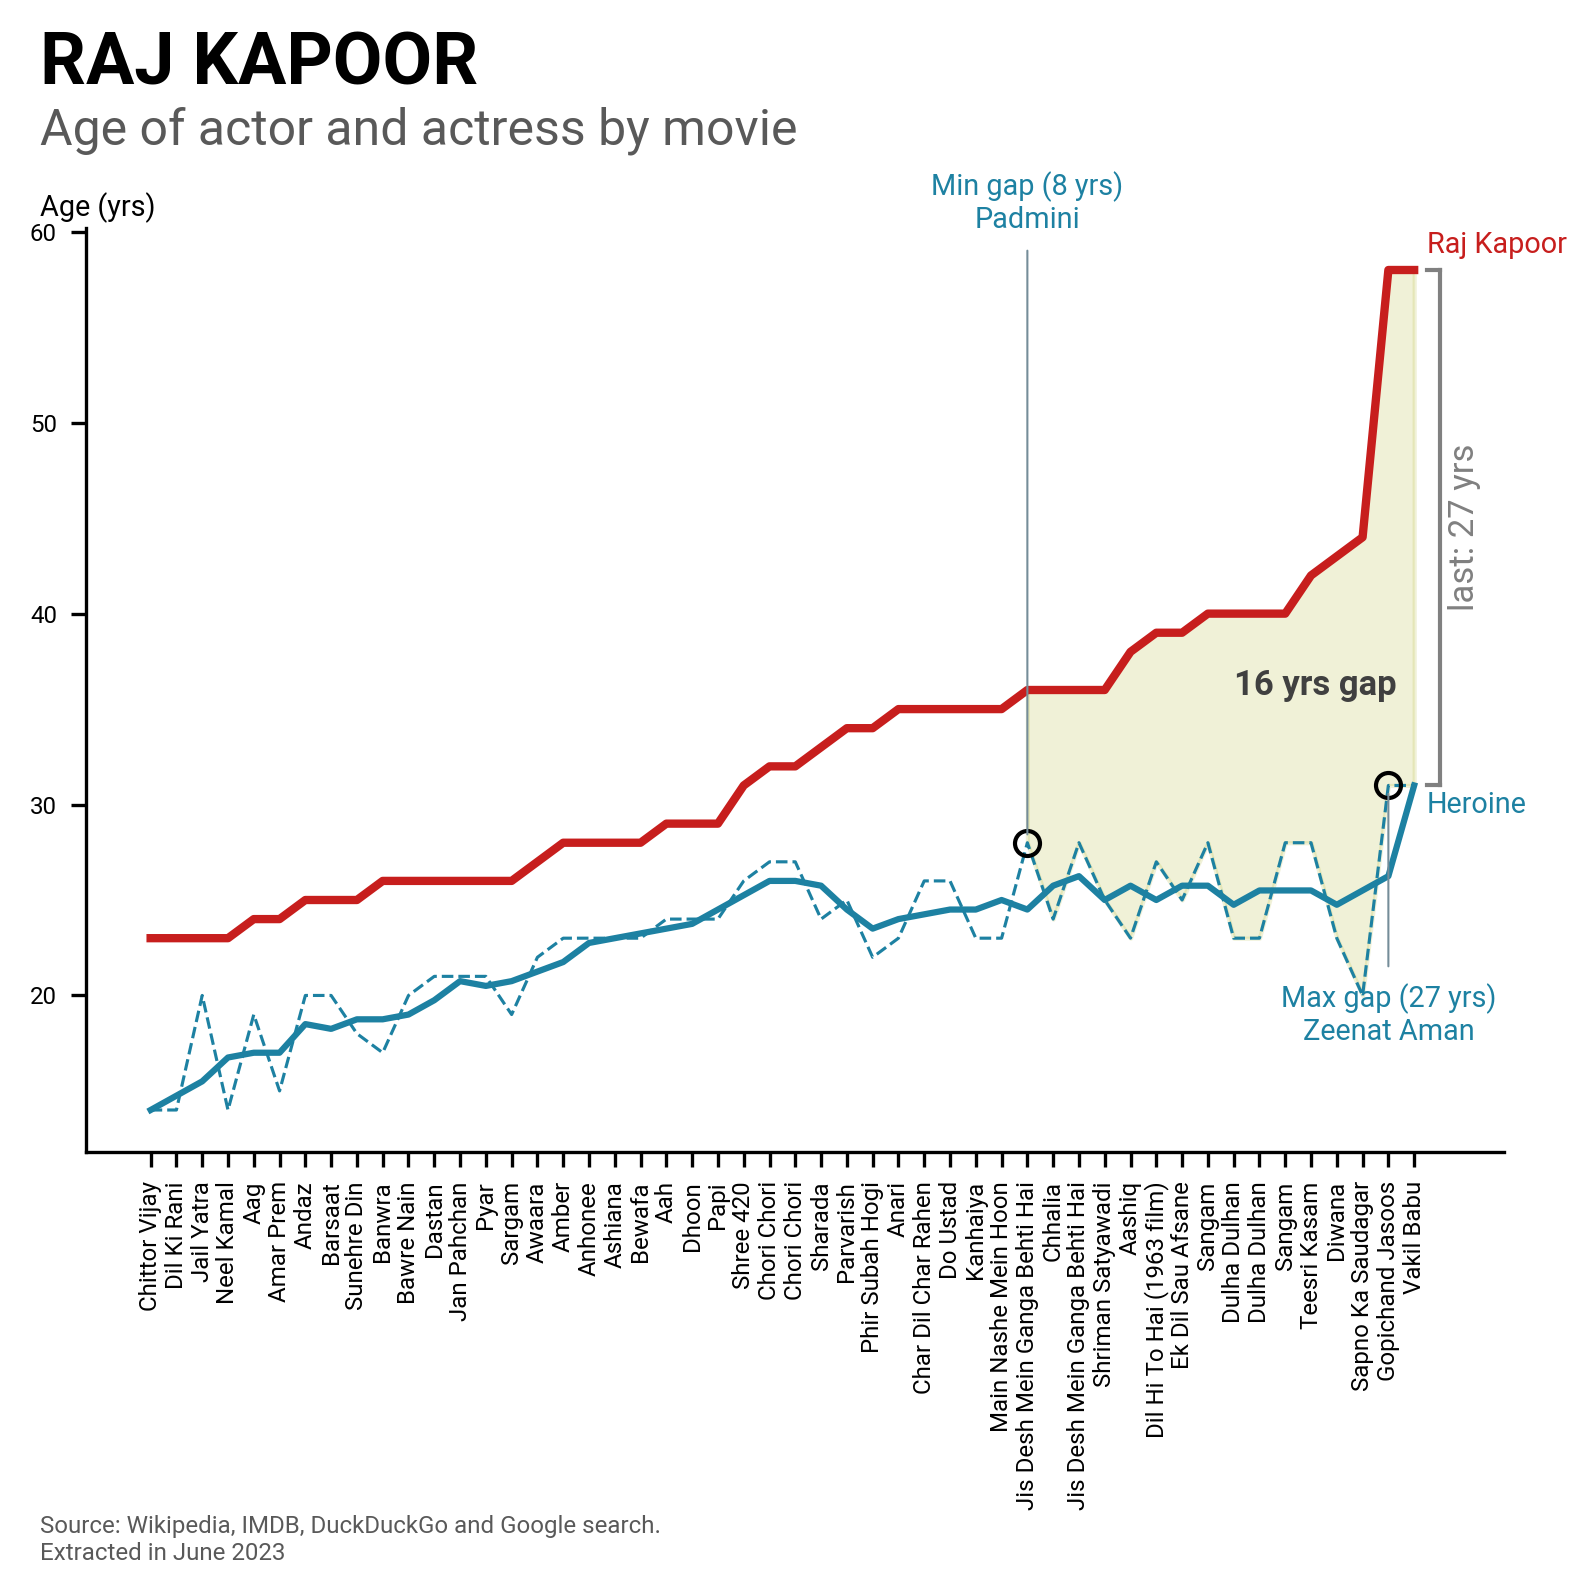 RAJ KAPOOR
Age of actor and actress by movie
Min gap (8 yrs)
Padmini
Age (yrs)
60
50
40
30
20
Raj Kapoor
last: 27 yrs
16 yrs gap
Heroine
Max gap (27 yrs)
Zeenat Aman
Chittor Vijay
Dil Ki Rani
Jail Yatra
Neel Kamal
Aag
Amar Prem
Andaz
Barsaat
Sunehre Din
Banwra
Bawre Nain
Dastan
Jan Pahchan
Pyar
Sargam
Awaara
Amber
Anhonee
Ashiana
Bewafa
Aah
Dhoon
Papi
Shree 420
Chori Chori
Chori Chori
Sharada
Parvarish
Phir Subah Hogi
Anari
Char Dil Char Rahen
Do Ustad
Kanhaiya
Main Nashe Mein Hoon
Jis Desh Mein Ganga Behti Hai
Chhalia
Jis Desh Mein Ganga Behti Hai
Shriman Satyawadi
Aashiq
Dil Hi To Hai (1963 film)
Ek Dil Sau Afsane
Sangam
Dulha Dulhan
Dulha Dulhan
Sangam
Teesri Kasam
Diwana
Sapno Ka Saudagar
Gopichand Jasoos
Vakil Babu
Source: Wikipedia, IMDB, DuckDuckGo and Google search.
Extracted in June 2023